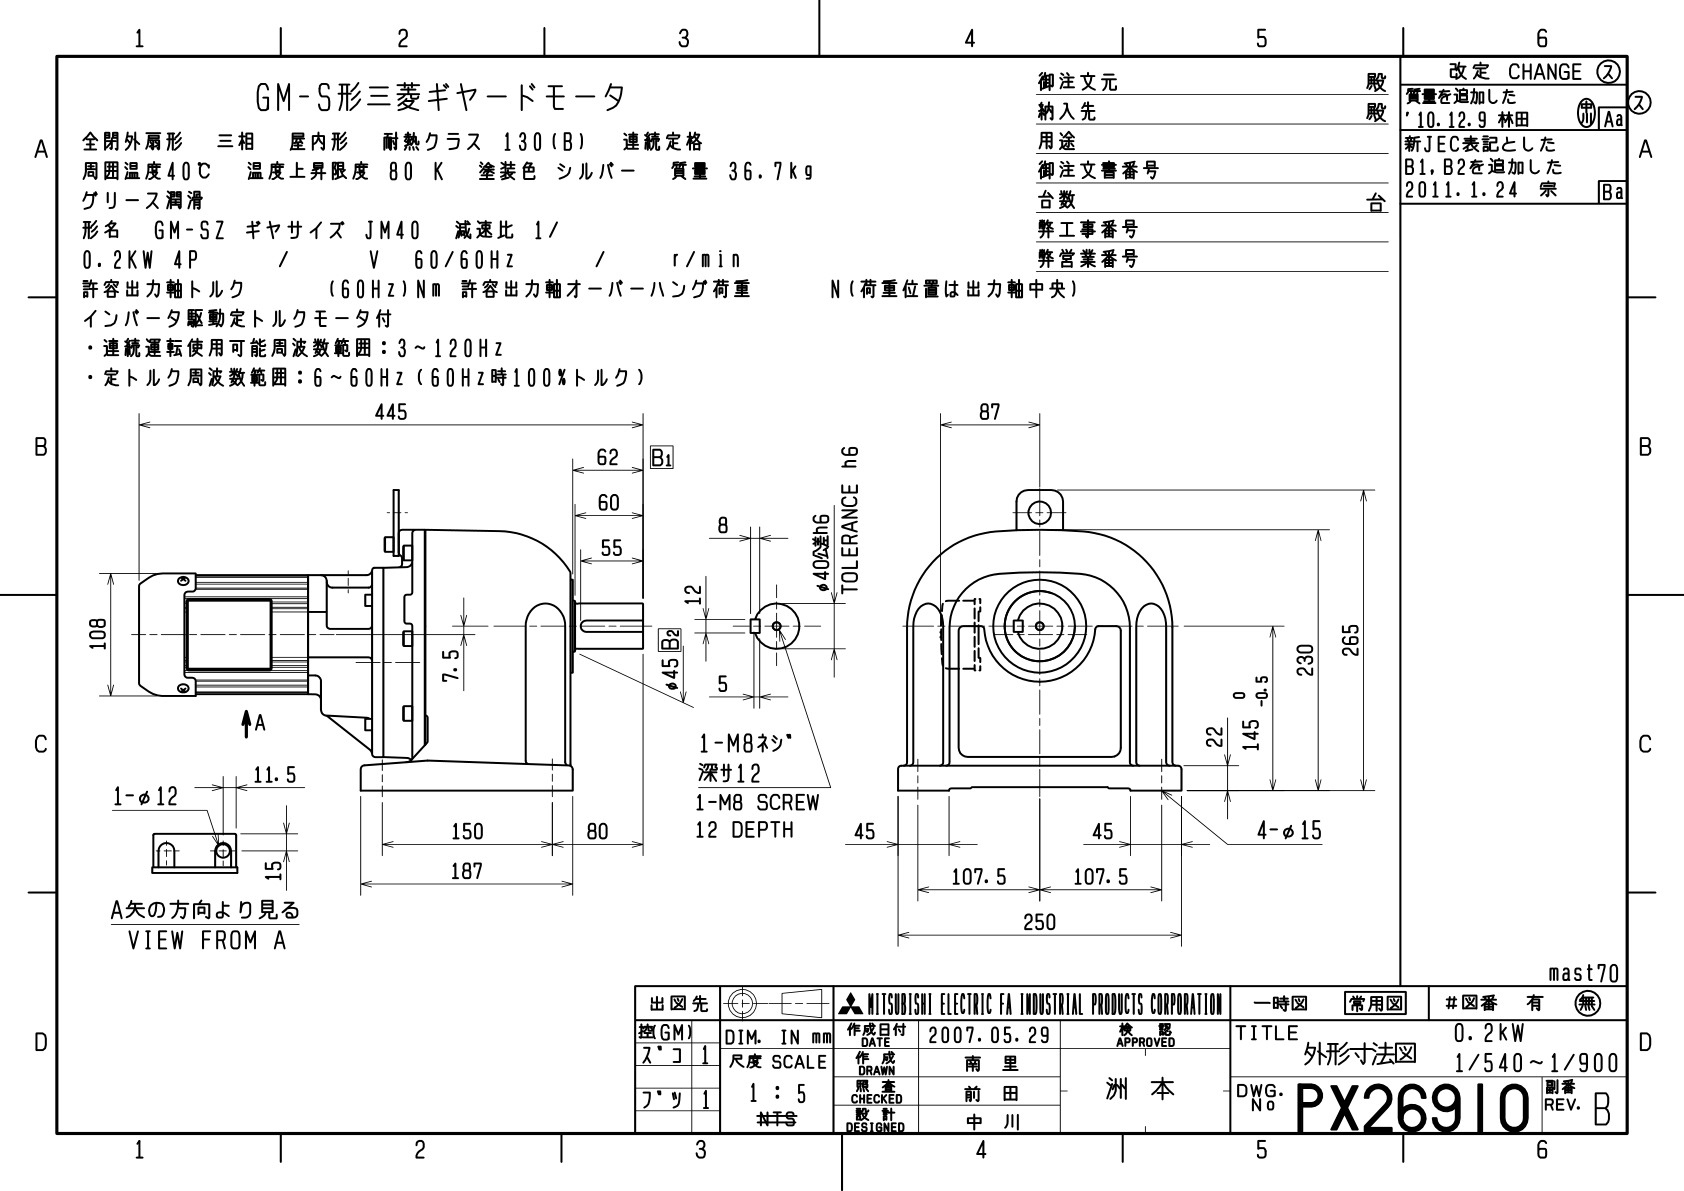 1 2 3 4 5 6
A
B
C
D
GM-S形三菱ギヤードモータ
全閉外扇形 三相 屋内形 耐熱クラス 130(B) 連続定格
周囲温度40℃ 温度上昇限度 80 K 塗装色 シルバー 質量 36.7kg
グリース潤滑
形名 GM-SZ ギヤサイズ JM40 減速比 1/
0.2KW 4P / V 60/60Hz / r/min
許容出力軸トルク (60Hz)Nm 許容出力軸オーバーハング荷重 N(荷重位置は出力軸中央)
インバータ駆動定トルクモータ付
・連続運転使用可能周波数範囲:3~120Hz
・定トルク周波数範囲:6~60Hz(60Hz時100%トルク)
御注文元 殿
納入先 殿
用途
御注文書番号
台数 台
弊工事番号
弊営業番号
改定 CHANGE ス
質量を追加した
'10.12.9 林田 中川 Aa
ス
新JEC表記とした
B1,B2を追加した
2011.1.24 宗 Ba
A
B
C
D
445
62 B1
60
55
108
7.5
φ45 B2
A
150 80
187
8
12
5
φ40公差h6
TOLERANCE h6
1-M8ネジ
深サ12
1-M8 SCREW
12 DEPTH
1-φ12
11.5
15
A矢の方向より見る
VIEW FROM A
87
265
230
145 0 -0.5
22
45 45
4-φ15
107.5 107.5
250
mast70
出図先
控(GM)
ズコ 1
ブツ 1
DIM. IN mm
尺度 SCALE
1 : 5
NTS
MITSUBISHI ELECTRIC FA INDUSTRIAL PRODUCTS CORPORATION
作成日付 DATE 2007.05.29
検 認 APPROVED
作 成 DRAWN 南 里
照 査 CHECKED 前 田
設 計 DESIGNED 中 川
洲 本
一時図 常用図 #図番 有 無
TITLE 0.2kW
外形寸法図 1/540~1/900
DWG. No PX26910
副番 REV. B
1 2 3 4 5 6